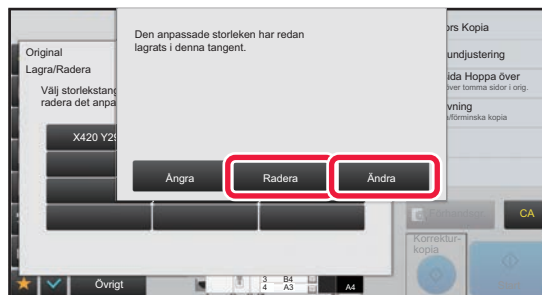 Den anpassade storleken har redan
lagrats i denna tangent.
Original
Lagra/Radera
Välj storlekstang
radera det anpa
X420 Y29
Ångra
Radera
Ändra
ors Kopia
undjustering
ida Hoppa över
över tomma sidor i orig.
vning
/förminska kopia
CA
Korrektur-
kopia
Övrigt
3 B4
4 A3
A4